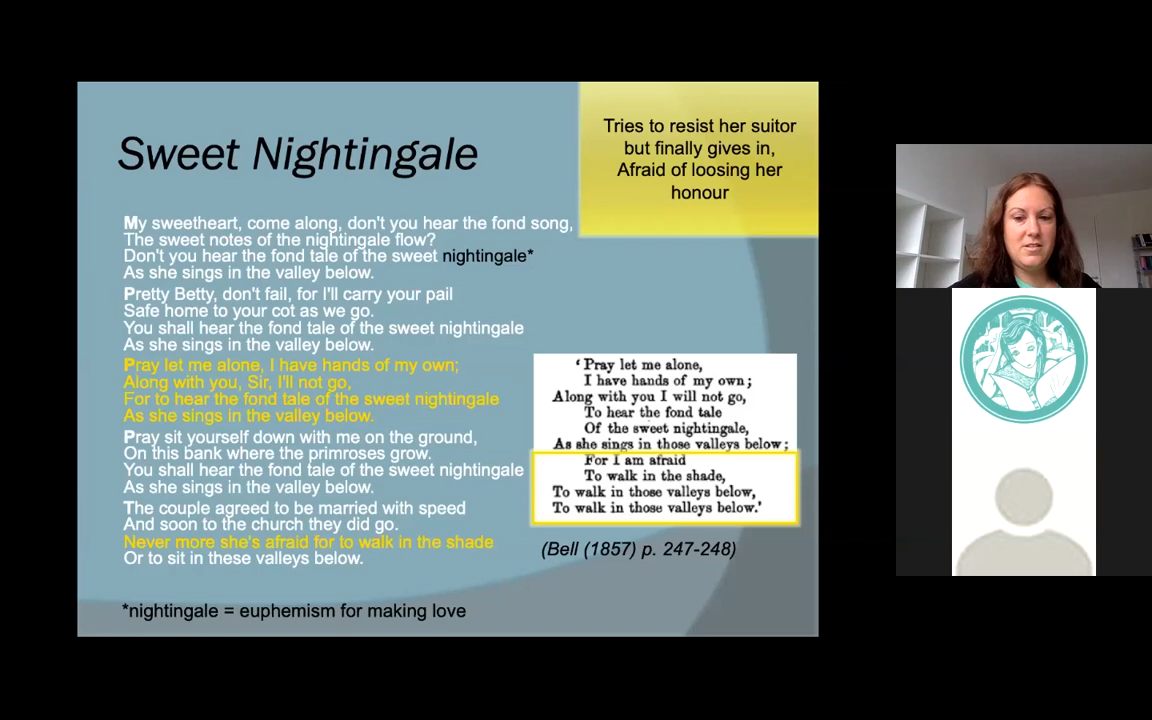 Sweet Nightingale
Tries to resist her suitor
but finally gives in,
Afraid of loosing her
honour
My sweetheart, come along, don't you hear the fond song,
The sweet notes of the nightingale flow?
Don't you hear the fond tale of the sweet nightingale*
As she sings in the valley below.
Pretty Betty, don't fail, for I'll carry your pail
Safe home to your cot as we go.
You shall hear the fond tale of the sweet nightingale
As she sings in the valley below.
Pray let me alone, I have hands of my own;
Along with you, Sir, I'll not go,
For to hear the fond tale of the sweet nightingale
As she sings in the valley below.
Pray sit yourself down with me on the ground,
On this bank where the primroses grow.
You shall hear the fond tale of the sweet nightingale
As she sings in the valley below.
The couple agreed to be married with speed
And soon to the church they did go.
Never more she's afraid for to walk in the shade
Or to sit in these valleys below.
‘Pray let me alone,
I have hands of my own;
Along with you I will not go,
To hear the fond tale
Of the sweet nightingale,
As she sings in those valleys below;
For I am afraid
To walk in the shade,
To walk in those valleys below,
To walk in those valleys below.’
(Bell (1857) p. 247-248)
*nightingale = euphemism for making love